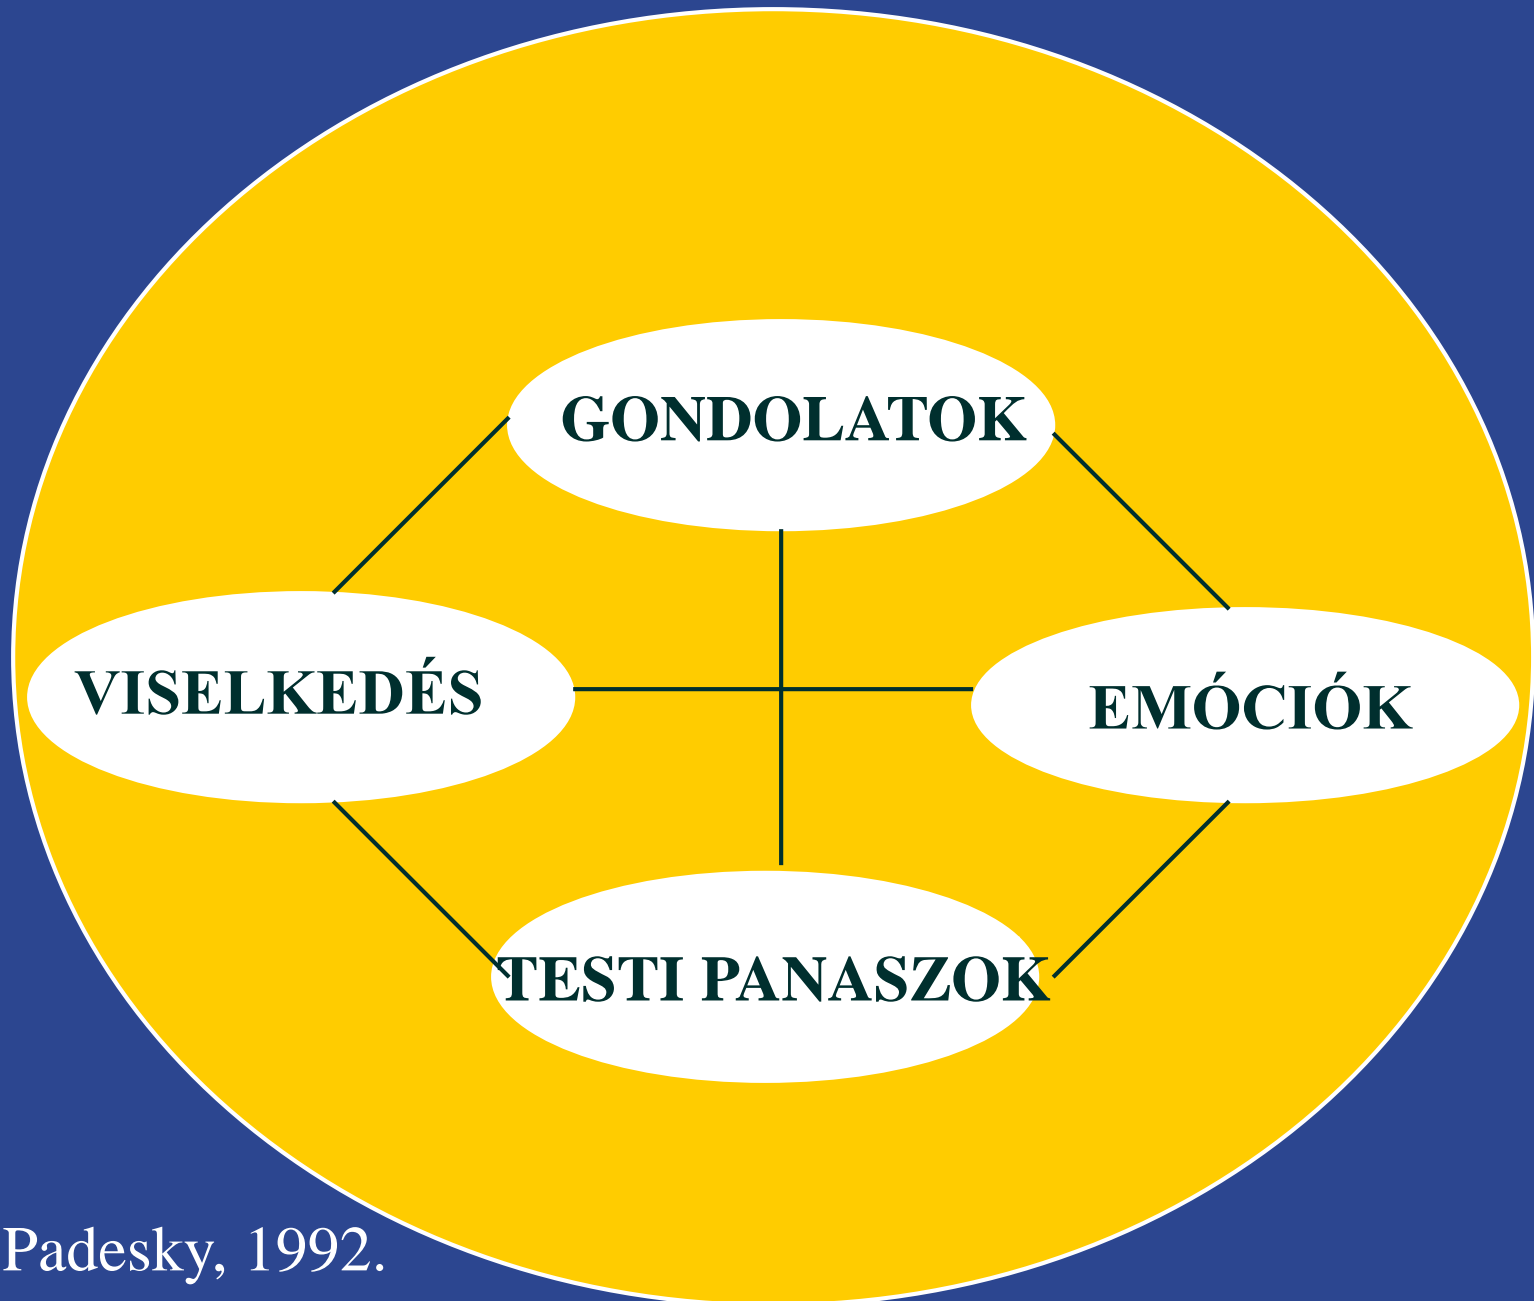 GONDOLATOK
VISELKEDÉS
EMÓCIÓK
TESTI PANASZOK
Padesky, 1992.